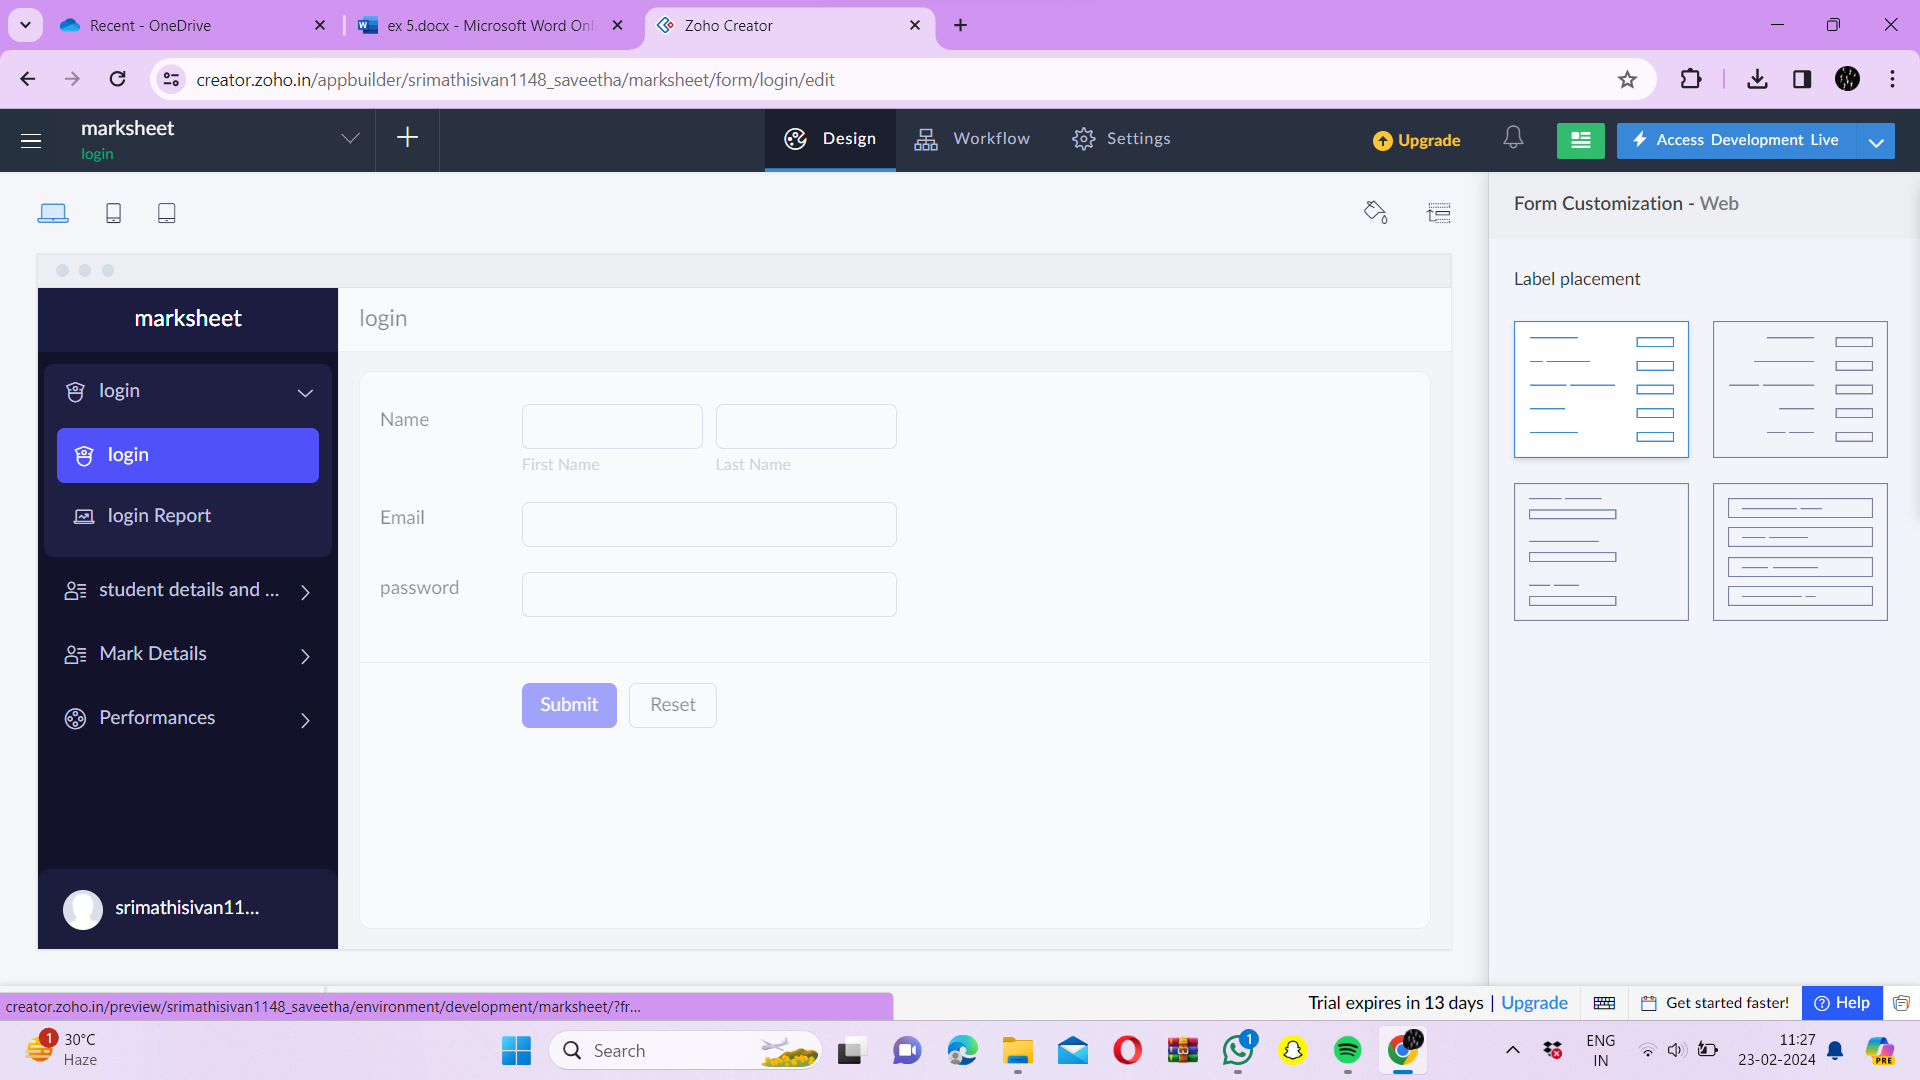 Recent - OneDrive
ex 5.docx - Microsoft Word Onl
Zoho Creator
creator.zoho.in/appbuilder/srimathisivan1148_saveetha/marksheet/form/login/edit
marksheet
login
Design
Workflow
Settings
Upgrade
Access Development Live
Form Customization - Web
Label placement
marksheet
login
login
login
login Report
student details and ...
Mark Details
Performances
srimathisivan11...
Name
First Name
Last Name
Email
password
Submit
Reset
creator.zoho.in/preview/srimathisivan1148_saveetha/environment/development/marksheet/?fr...
Trial expires in 13 days | Upgrade
Get started faster!
Help
1
30°C
Haze
Search
1
ENG
IN
11:27
23-02-2024
PRE